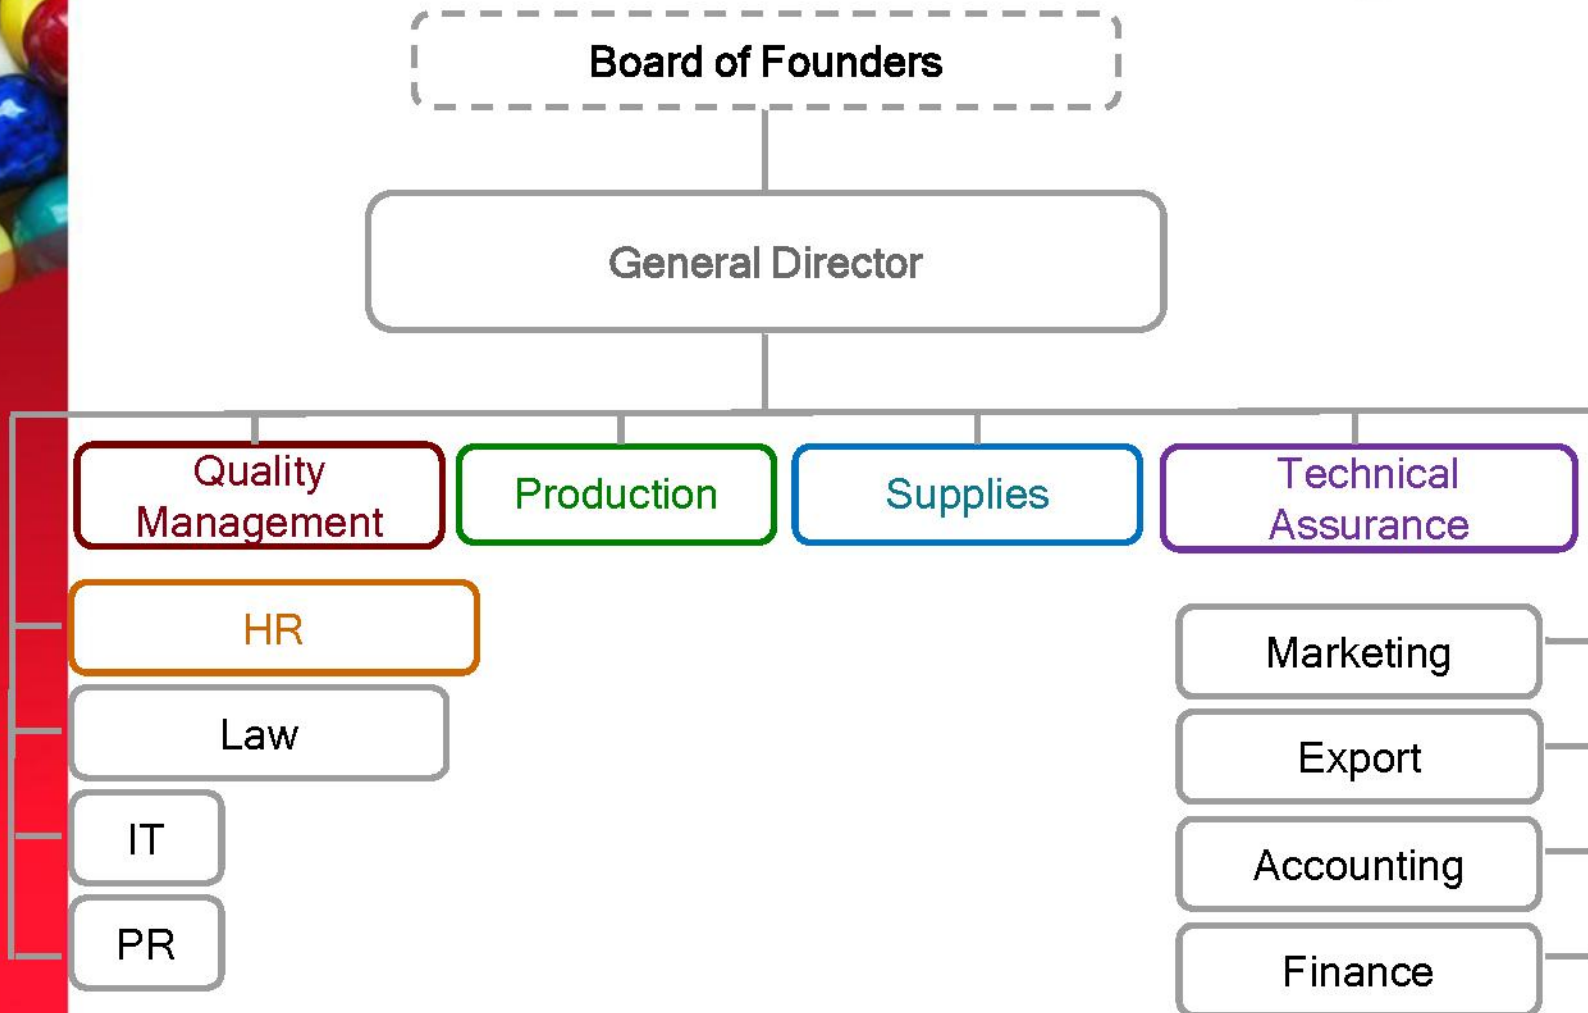 Board of Founders
General Director
Quality
Management
Production
Supplies
Technical
Assurance
HR
Law
IT
PR
Marketing
Export
Accounting
Finance